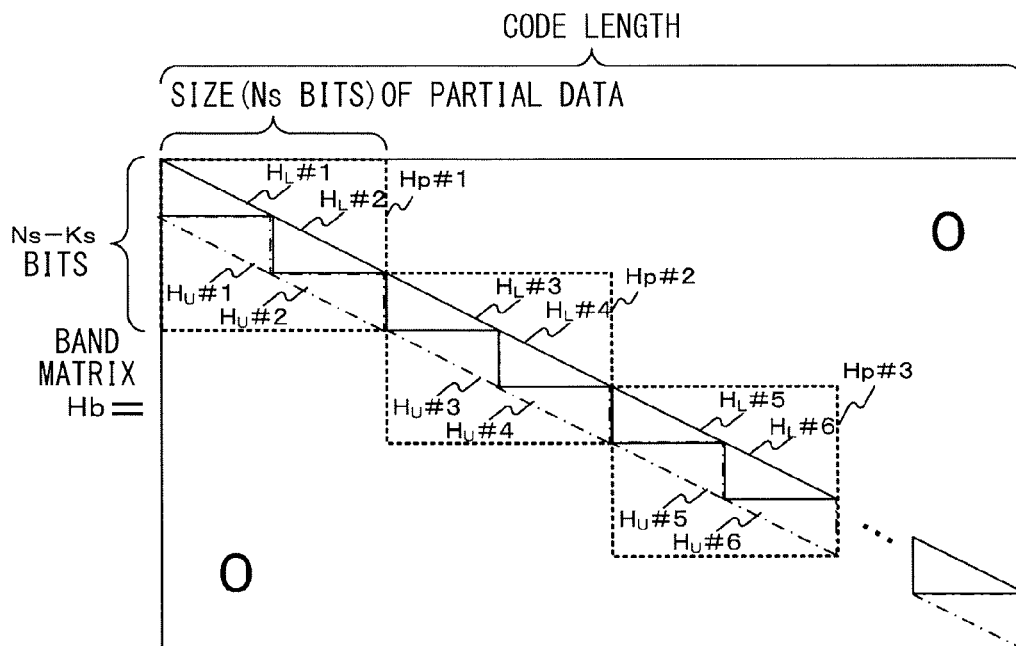 CODE LENGTH
SIZE(Ns BITS)OF PARTIAL DATA
HL#1
HL#2
Hp#1
Ns-Ks
BITS
HU#1
HU#2
O
HL#3
HL#4
Hp#2
BAND
MATRIX
Hb=
HU#3
HU#4
HL#5
HL#6
Hp#3
HU#5
HU#6
O